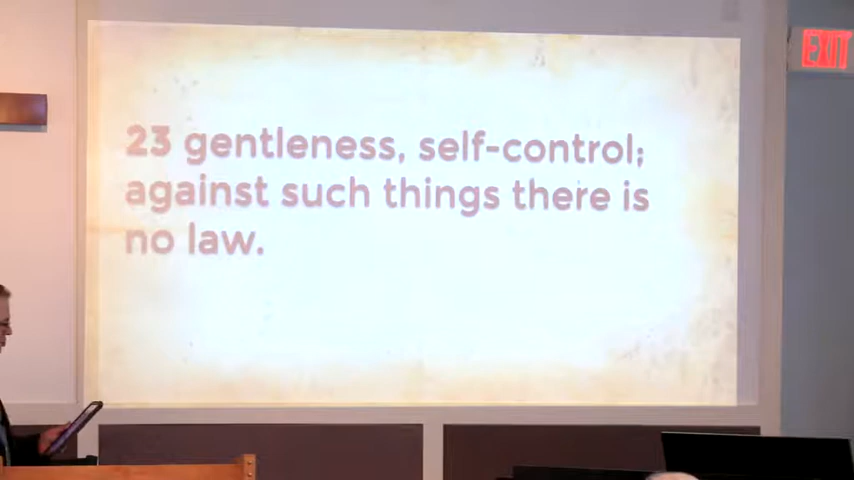 23 gentleness, self-control;
against such things there is
no law.
EXIT